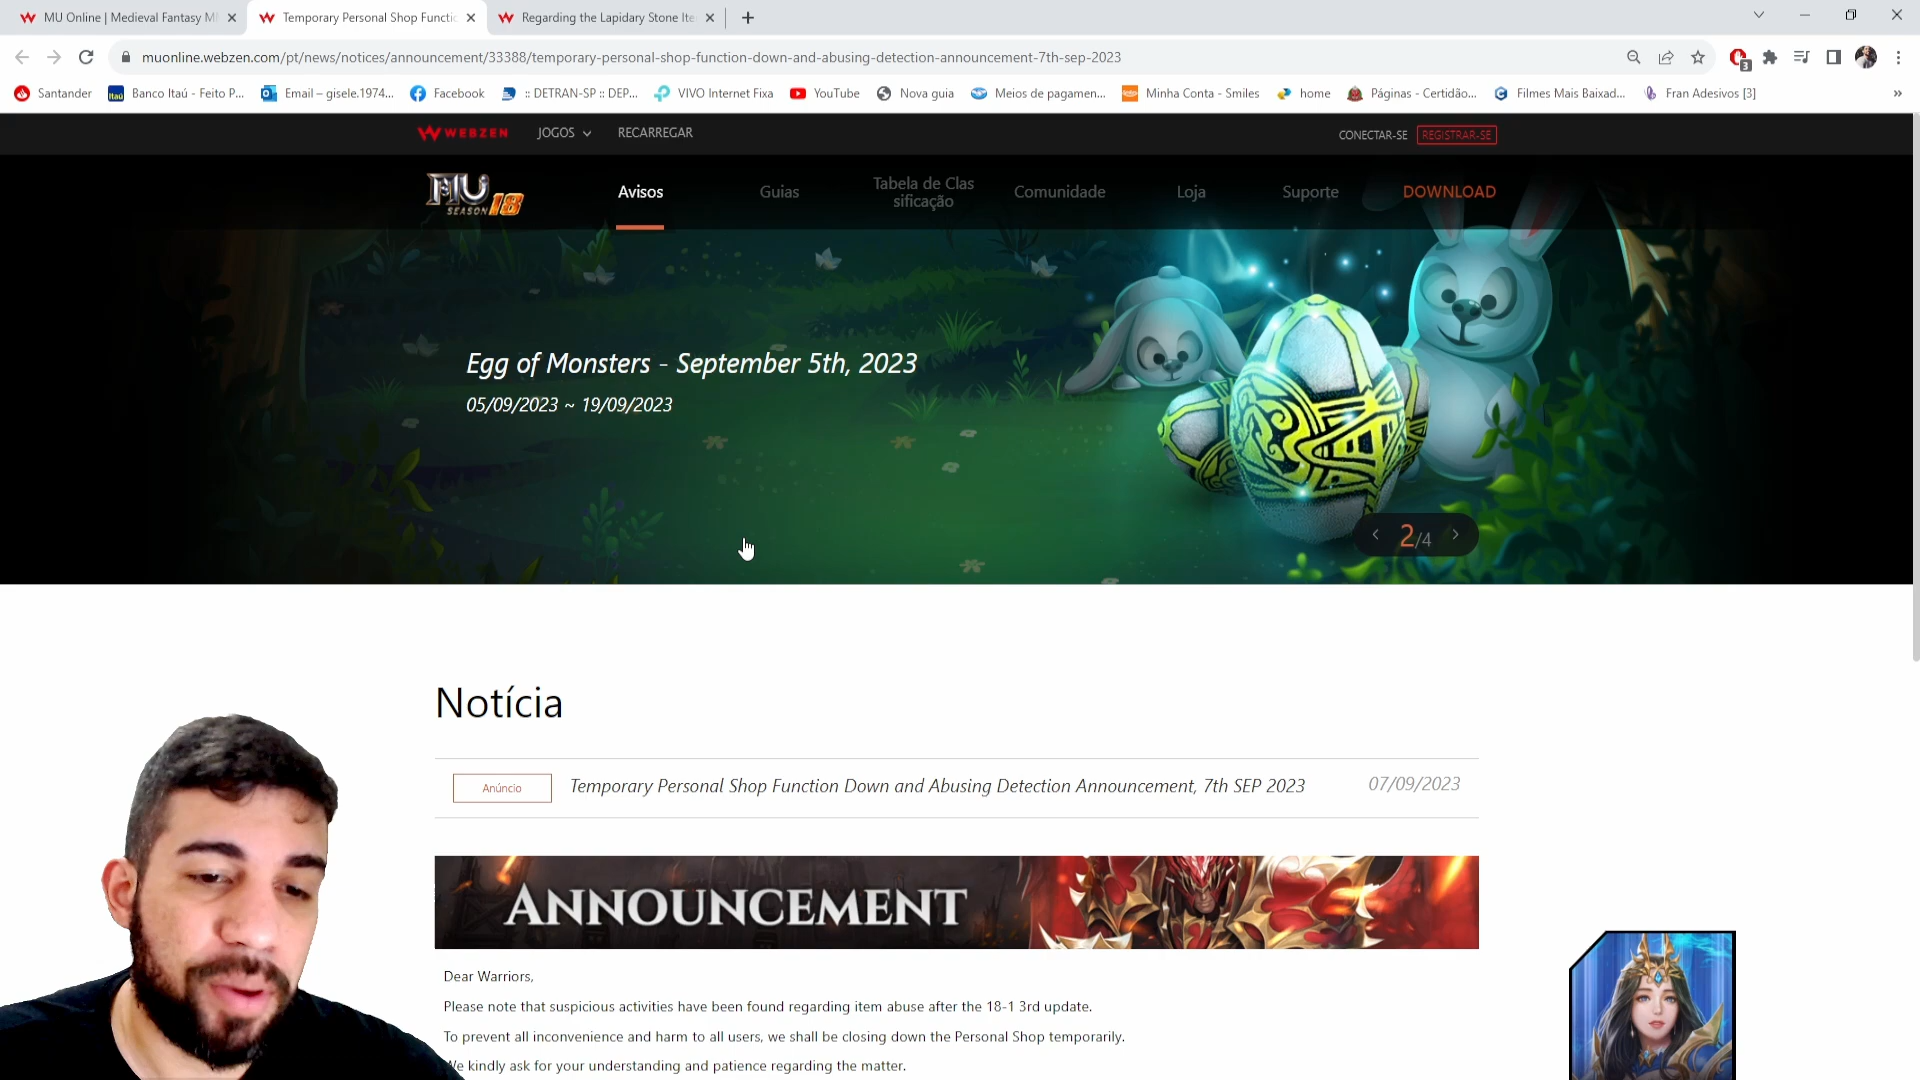 MU Online | Medieval Fantasy M
Temporary Personal Shop Functio
Regarding the Lapidary Stone Ite
muonline.webzen.com/pt/news/notices/announcement/33388/temporary-personal-shop-function-down-and-abusing-detection-announcement-7th-sep-2023
3
Santander
Itaú
Banco Itaú - Feito P...
Email – gisele.1974...
Facebook
:: DETRAN-SP :: DEP...
VIVO Internet Fixa
YouTube
Nova guia
Meios de pagamen...
Minha Conta - Smiles
home
Páginas - Certidão...
Filmes Mais Baixad...
Fran Adesivos [3]
»
WEBZEN
JOGOS
RECARREGAR
CONECTAR-SE
REGISTRAR-SE
MU
SEASON 18
Avisos
Guias
Tabela de Clas
sificação
Comunidade
Loja
Suporte
DOWNLOAD
Egg of Monsters - September 5th, 2023
05/09/2023 ~ 19/09/2023
2/4
Notícia
Anúncio
Temporary Personal Shop Function Down and Abusing Detection Announcement, 7th SEP 2023
07/09/2023
ANNOUNCEMENT
Dear Warriors,
Please note that suspicious activities have been found regarding item abuse after the 18-1 3rd update.
To prevent all inconvenience and harm to all users, we shall be closing down the Personal Shop temporarily.
We kindly ask for your understanding and patience regarding the matter.